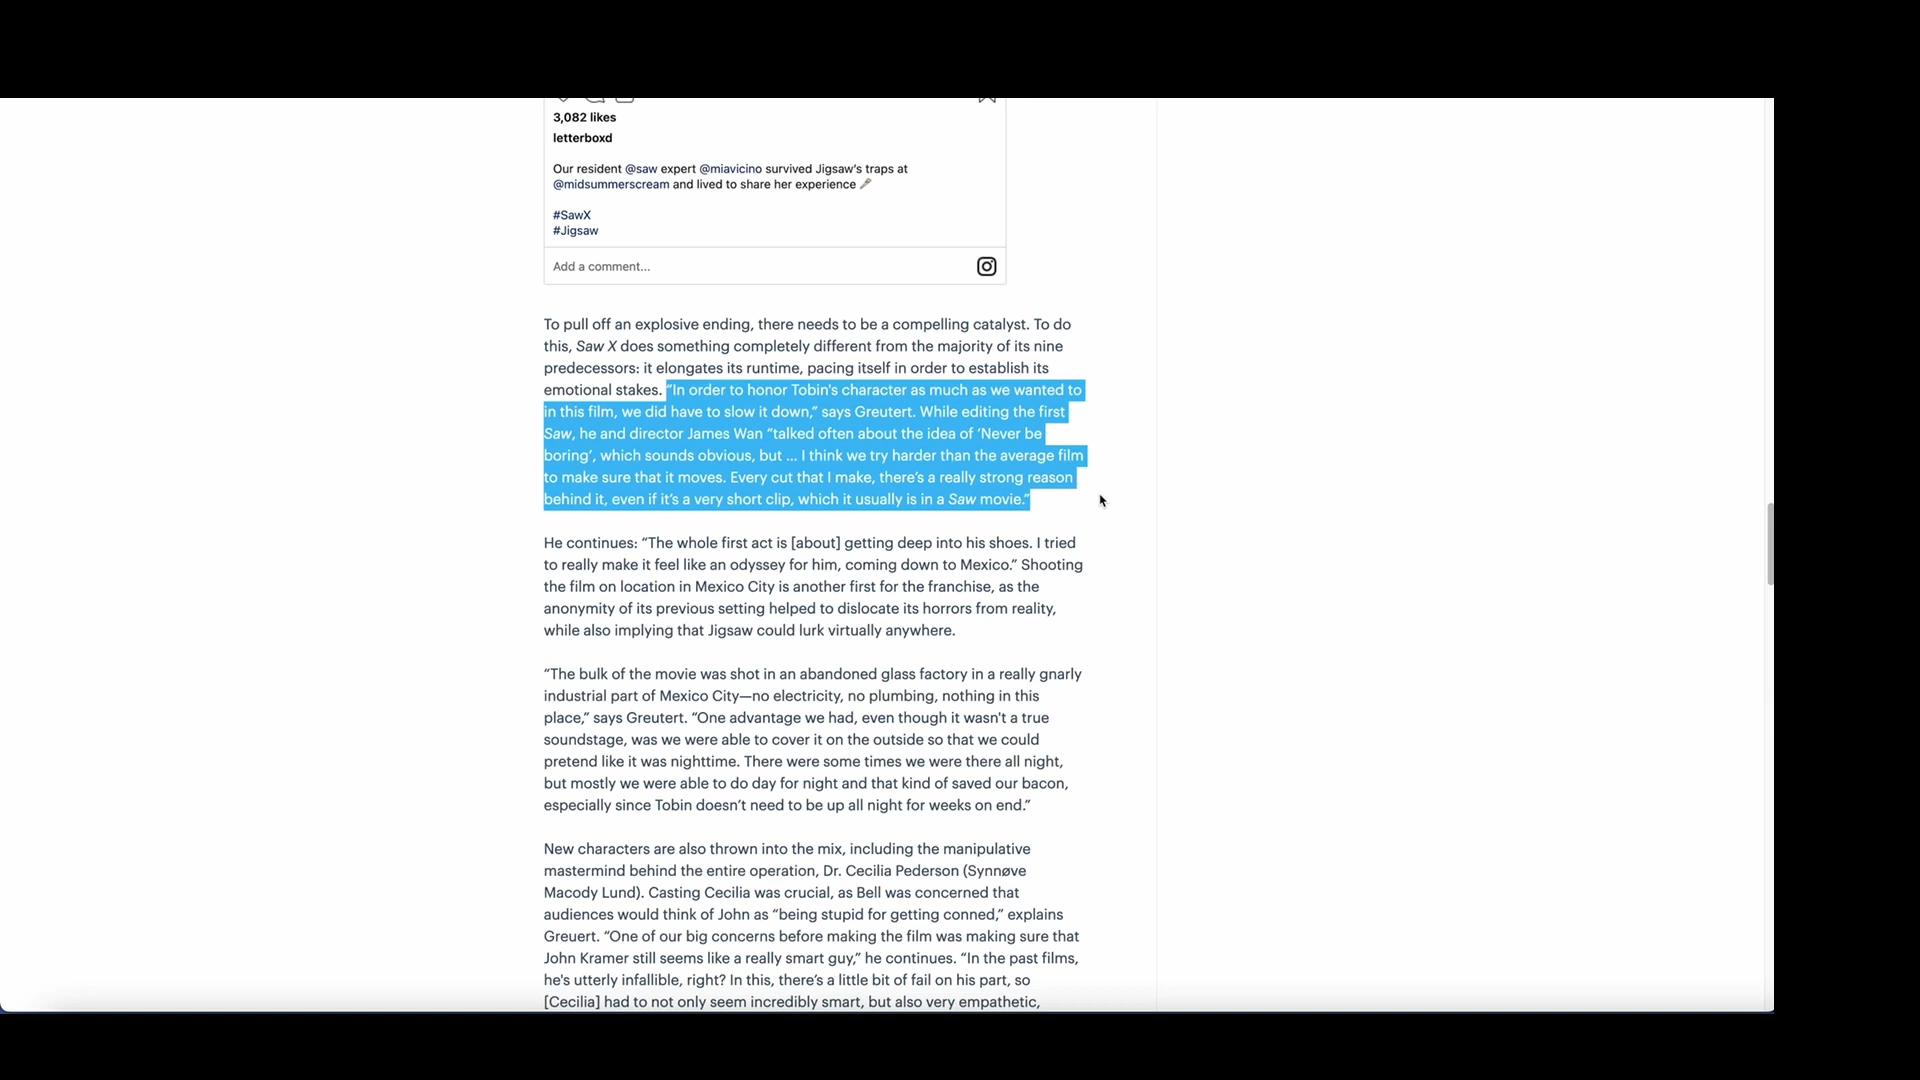 3,082 likes
letterboxd
Our resident @saw expert @miavicino survived Jigsaw’s traps at
@midsummerscream and lived to share her experience
#SawX
#Jigsaw
Add a comment...
To pull off an explosive ending, there needs to be a compelling catalyst. To do
this, Saw X does something completely different from the majority of its nine
predecessors: it elongates its runtime, pacing itself in order to establish its
emotional stakes. “In order to honor Tobin's character as much as we wanted to
in this film, we did have to slow it down,” says Greutert. While editing the first
Saw, he and director James Wan “talked often about the idea of ‘Never be
boring’, which sounds obvious, but ... I think we try harder than the average film
to make sure that it moves. Every cut that I make, there’s a really strong reason
behind it, even if it’s a very short clip, which it usually is in a Saw movie.”
He continues: “The whole first act is [about] getting deep into his shoes. I tried
to really make it feel like an odyssey for him, coming down to Mexico.” Shooting
the film on location in Mexico City is another first for the franchise, as the
anonymity of its previous setting helped to dislocate its horrors from reality,
while also implying that Jigsaw could lurk virtually anywhere.
“The bulk of the movie was shot in an abandoned glass factory in a really gnarly
industrial part of Mexico City—no electricity, no plumbing, nothing in this
place,” says Greutert. “One advantage we had, even though it wasn't a true
soundstage, was we were able to cover it on the outside so that we could
pretend like it was nighttime. There were some times we were there all night,
but mostly we were able to do day for night and that kind of saved our bacon,
especially since Tobin doesn’t need to be up all night for weeks on end.”
New characters are also thrown into the mix, including the manipulative
mastermind behind the entire operation, Dr. Cecilia Pederson (Synnøve
Macody Lund). Casting Cecilia was crucial, as Bell was concerned that
audiences would think of John as “being stupid for getting conned,” explains
Greuert. “One of our big concerns before making the film was making sure that
John Kramer still seems like a really smart guy,” he continues. “In the past films,
he's utterly infallible, right? In this, there’s a little bit of fail on his part, so
[Cecilia] had to not only seem incredibly smart, but also very empathetic,